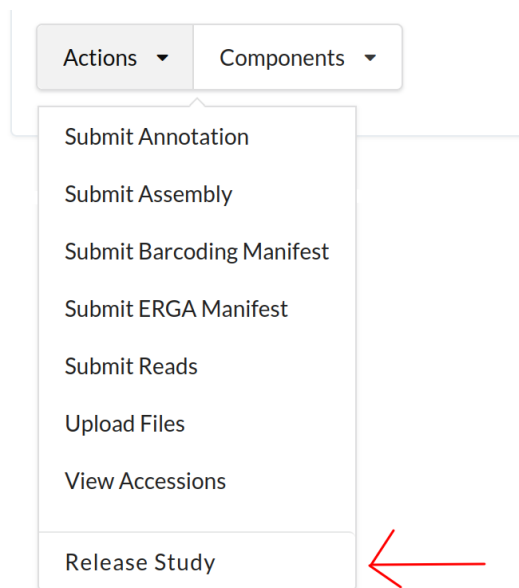 Actions Components
Submit Annotation
Submit Assembly
Submit Barcoding Manifest
Submit ERGA Manifest
Submit Reads
Upload Files
View Accessions
Release Study